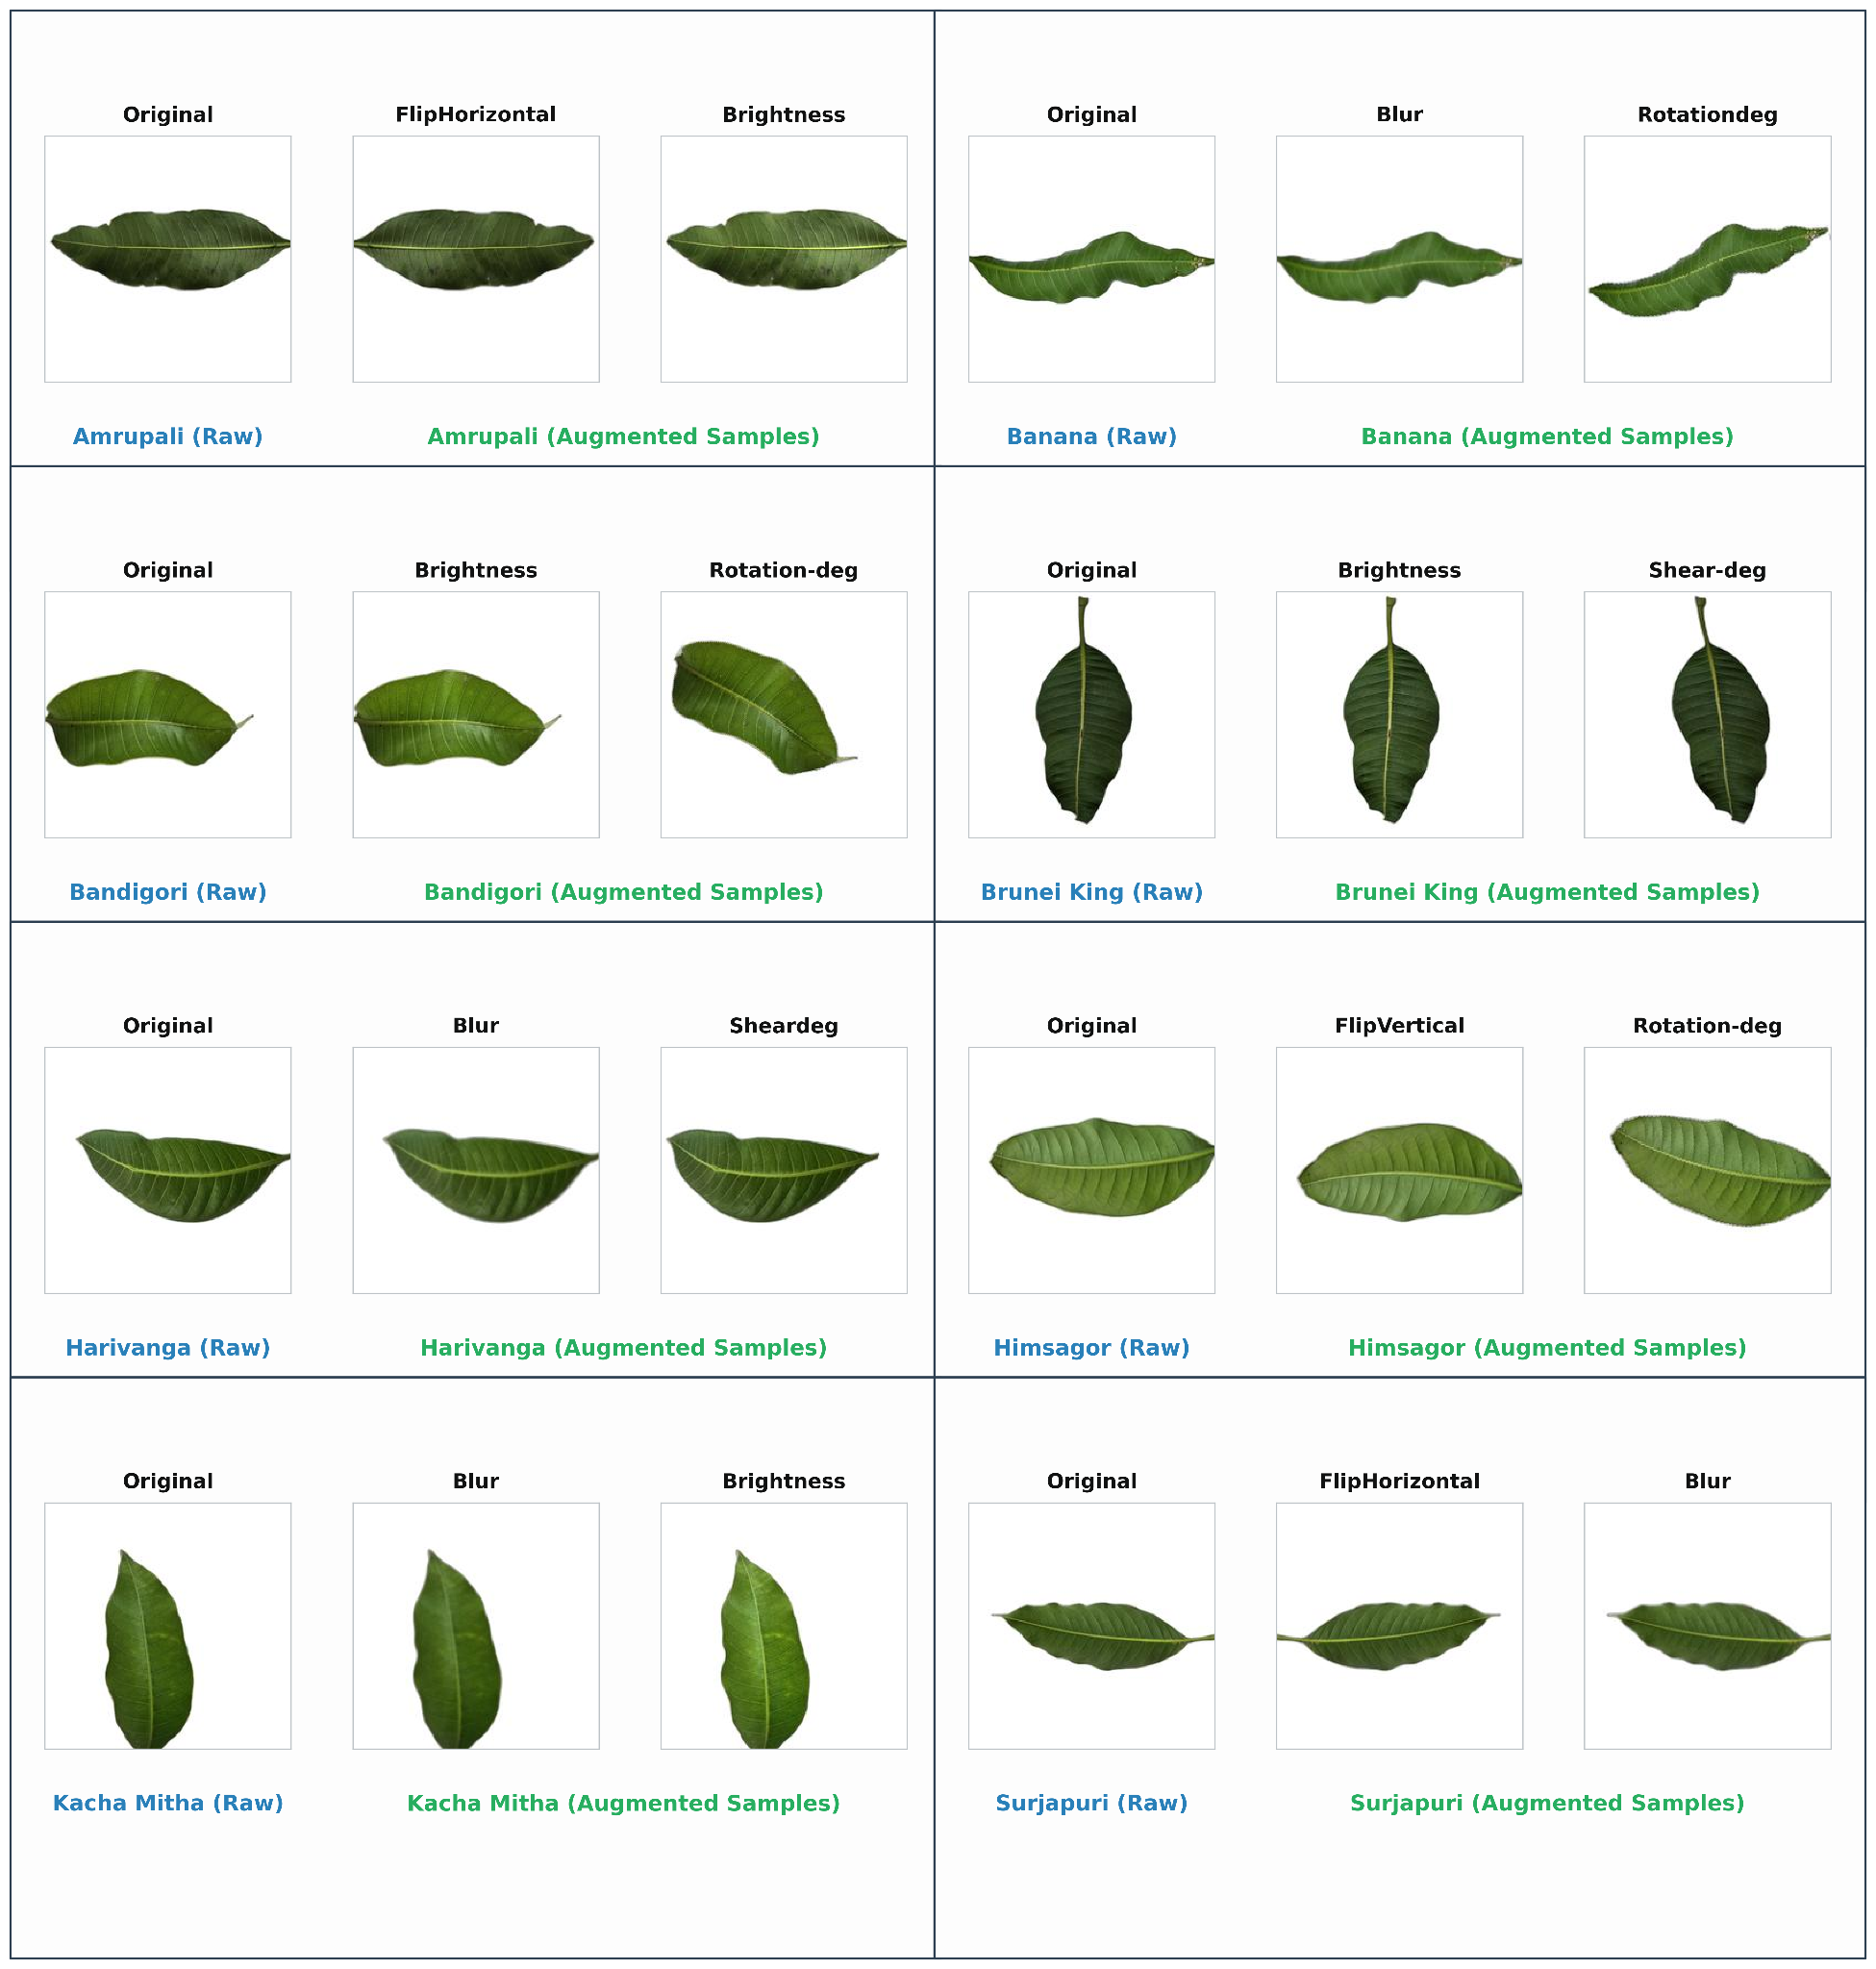 Original FlipHorizontal Brightness
Amrupali (Raw) Amrupali (Augmented Samples)
Original Blur Rotationdeg
Banana (Raw) Banana (Augmented Samples)
Original Brightness Rotation-deg
Bandigori (Raw) Bandigori (Augmented Samples)
Original Brightness Shear-deg
Brunei King (Raw) Brunei King (Augmented Samples)
Original Blur Sheardeg
Harivanga (Raw) Harivanga (Augmented Samples)
Original FlipVertical Rotation-deg
Himsagor (Raw) Himsagor (Augmented Samples)
Original Blur Brightness
Kacha Mitha (Raw) Kacha Mitha (Augmented Samples)
Original FlipHorizontal Blur
Surjapuri (Raw) Surjapuri (Augmented Samples)